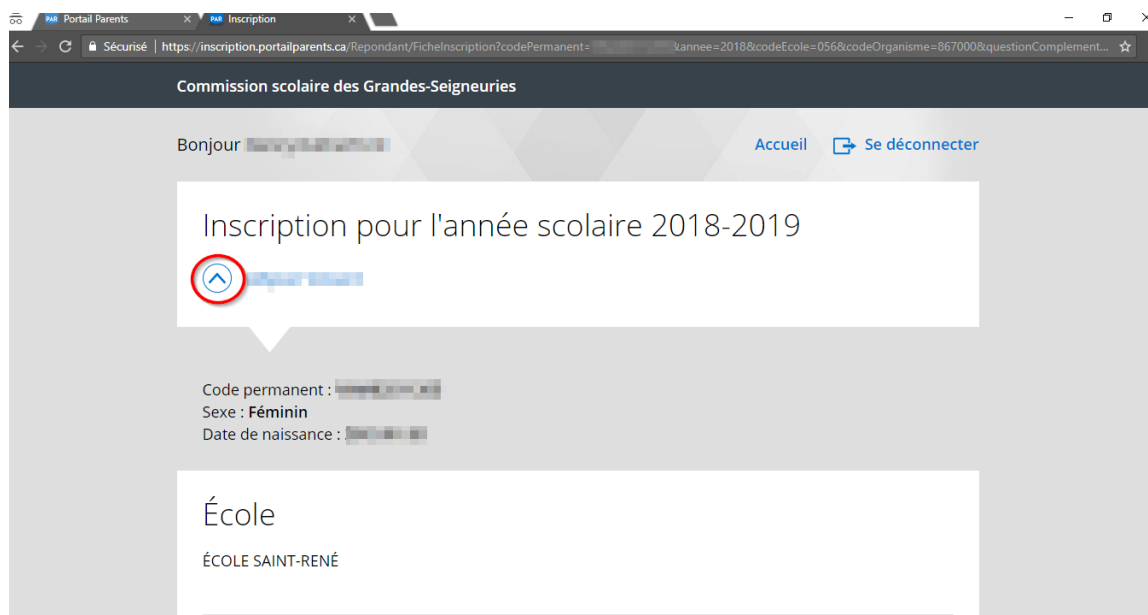 PAR Portail Parents
PAR Inscription
Sécurisé | https://inscription.portailparents.ca/Repondant/FicheInscription?codePermanent= &annee=2018&codeEcole=056&codeOrganisme=867000&questionComplement...
Commission scolaire des Grandes-Seigneuries
Bonjour
Accueil Se déconnecter
Inscription pour l'année scolaire 2018-2019
Code permanent :
Sexe : Féminin
Date de naissance :
École
ÉCOLE SAINT-RENÉ